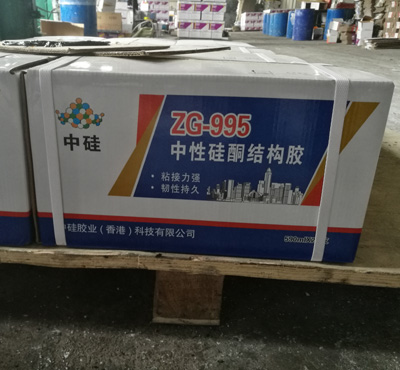 中硅
ZG-995
中性硅酮结构胶
• 粘接力强
• 韧性持久
中硅胶业（香港）科技有限公司